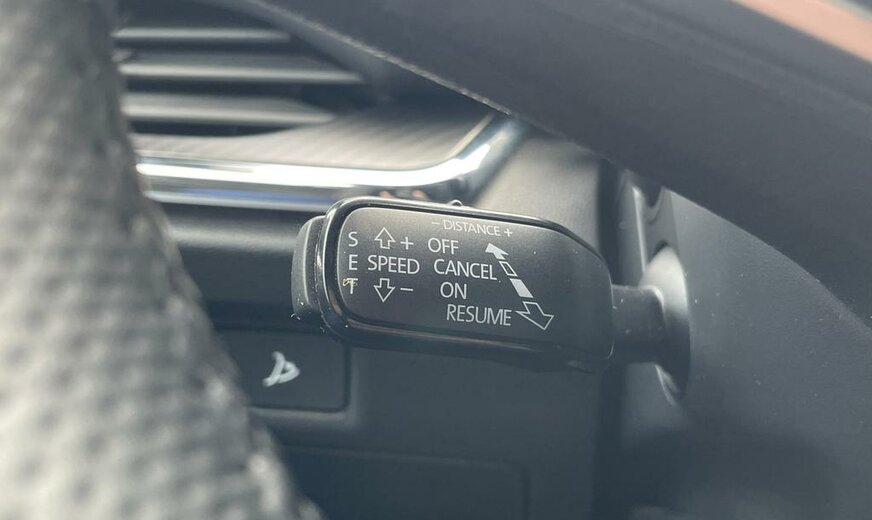 − DISTANCE +
S + OFF
E SPEED CANCEL
T − ON
RESUME